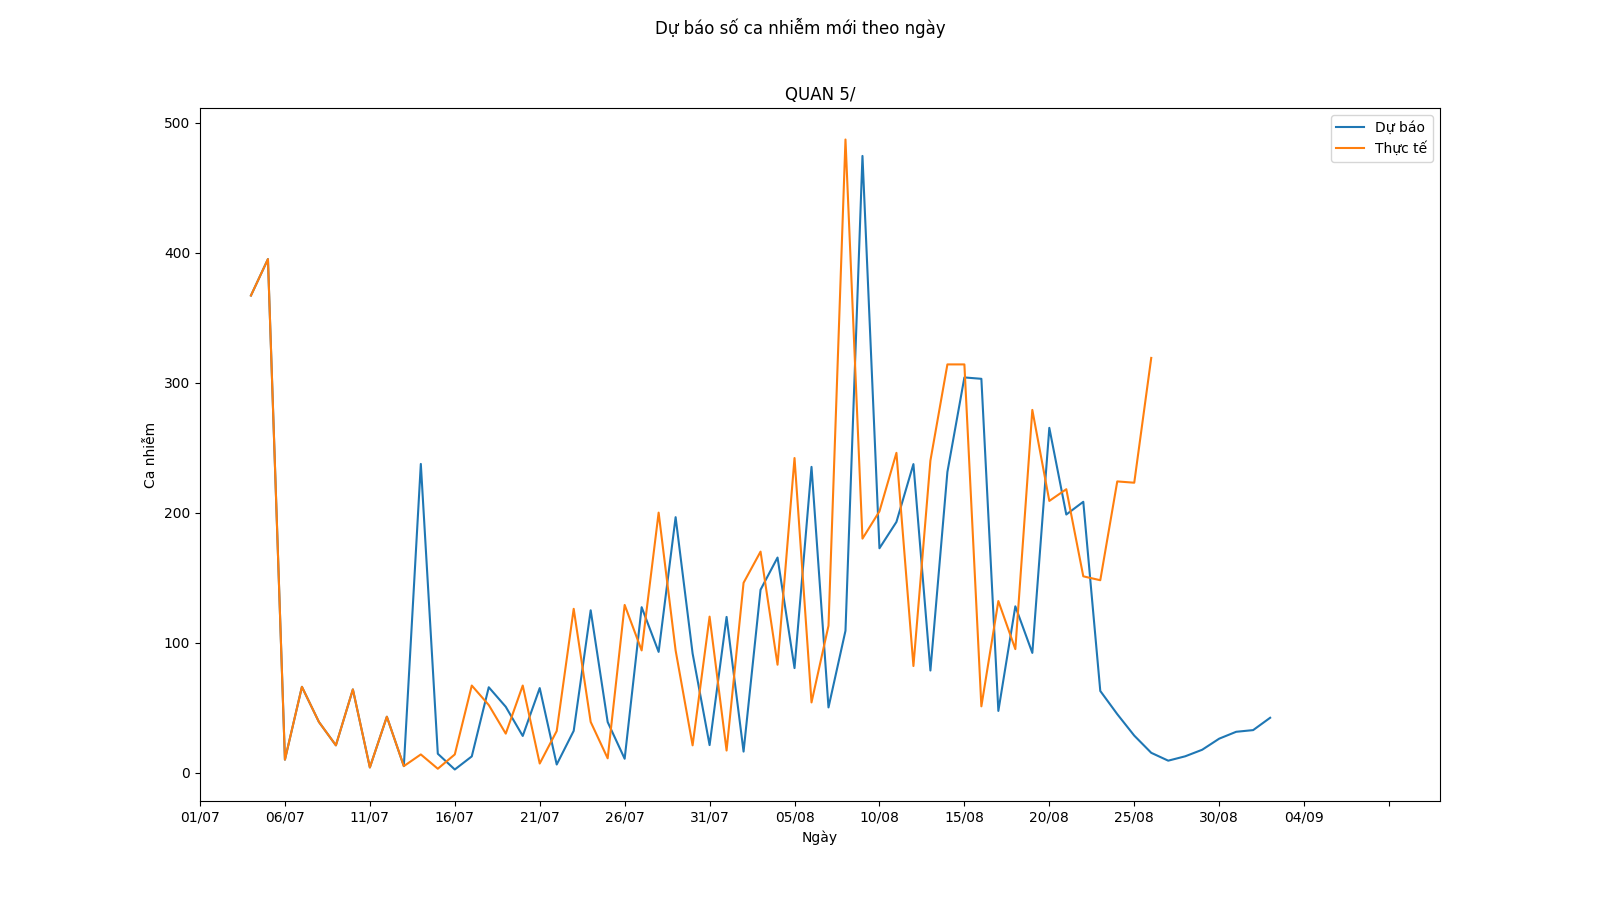 Dự báo số ca nhiễm mới theo ngày
QUAN 5/
Dự báo
Thực tế
500
400
300
200
100
0
Ca nhiễm
01/07 06/07 11/07 16/07 21/07 26/07 31/07 05/08 10/08 15/08 20/08 25/08 30/08 04/09
Ngày